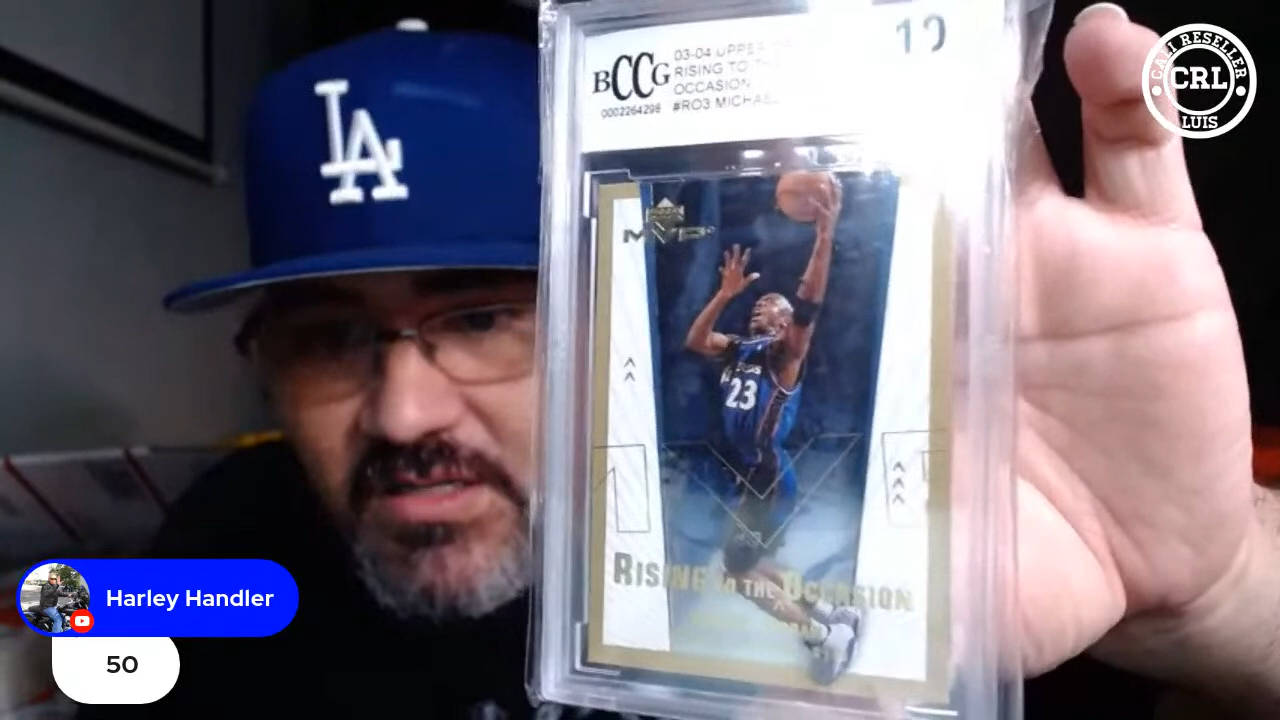 LA
BCCG
0002264298
03-04 UPPER
RISING TO THE
OCCASION
#RO3 MICHAEL
10
CALI RESELLER
CRL
LUIS
MVP
23
RISING TO THE OCCASION
Harley Handler
50